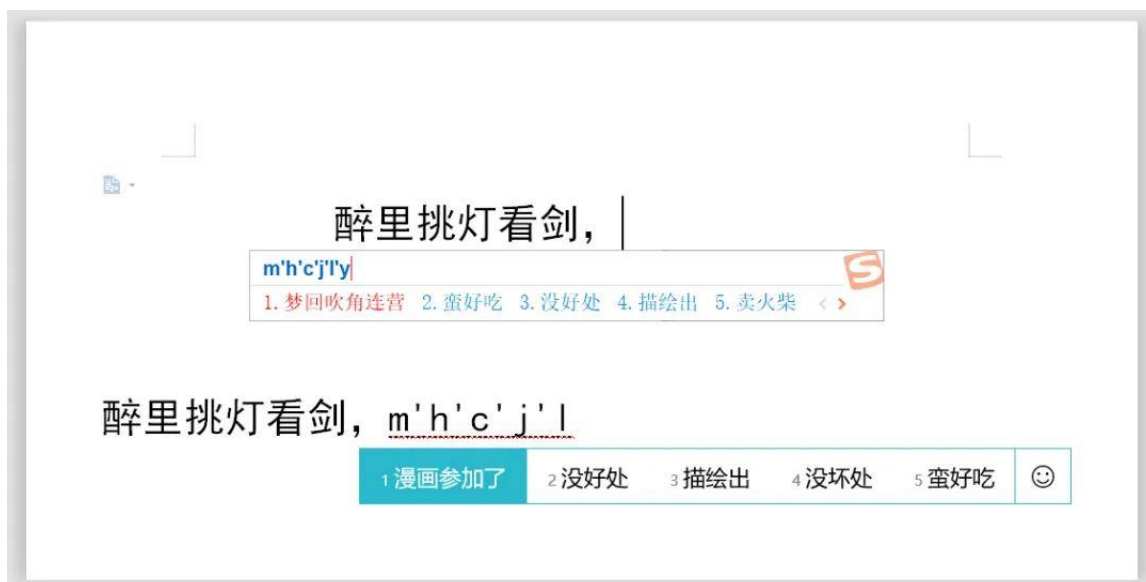 醉里挑灯看剑，
m'h'c'j'l'y
1. 梦回吹角连营 2. 蛮好吃 3. 没好处 4. 描绘出 5. 卖火柴
醉里挑灯看剑，m'h'c'j'l
1 漫画参加了 2 没好处 3 描绘出 4 没坏处 5 蛮好吃